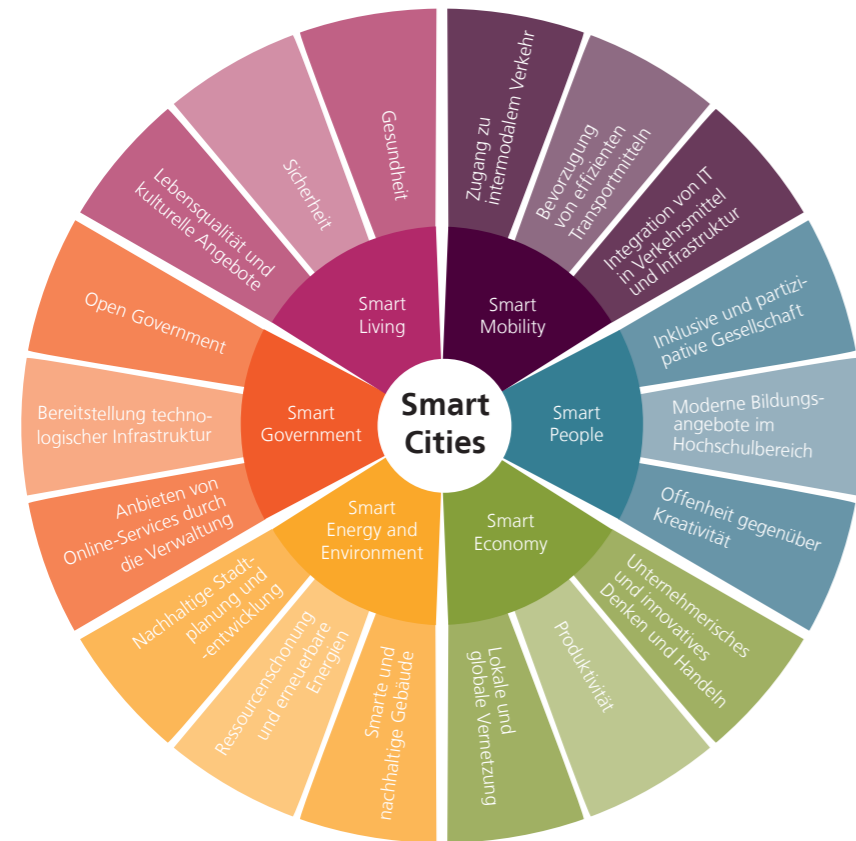 Smart
Cities
Smart
Mobility
Zugang zu
intermodalem Verkehr
Bevorzugung
von effizienten
Transportmitteln
Integration von IT
in Verkehrsmittel
und Infrastruktur
Smart
People
Inklusive und partizi-
pative Gesellschaft
Moderne Bildungs-
angebote im
Hochschulbereich
Offenheit gegenüber
Kreativität
Smart
Economy
Unternehmerisches
und innovatives
Denken und Handeln
Produktivität
Lokale und
globale Vernetzung
Smart
Energy and
Environment
Smarte und
nachhaltige Gebäude
Ressourcenschonung
und erneuerbare
Energien
Nachhaltige Stadt-
planung und
-entwicklung
Smart
Government
Anbieten von
Online-Services durch
die Verwaltung
Bereitstellung techno-
logischer Infrastruktur
Open Government
Smart
Living
Lebensqualität und
kulturelle Angebote
Sicherheit
Gesundheit